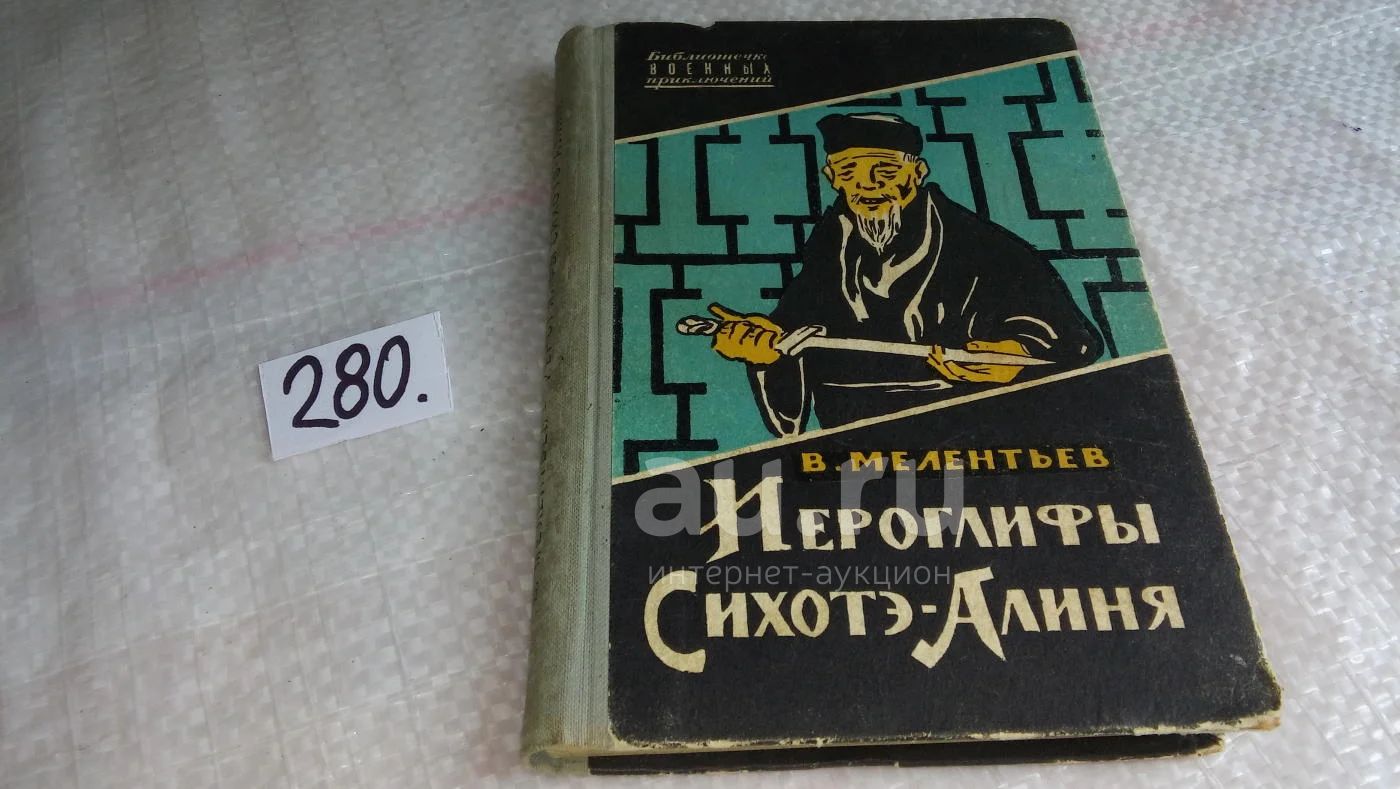 Библиотечка
ВОЕННЫХ
приключений
280.
В. МЕЛЕНТЬЕВ
ИЕРОГЛИФЫ
СИХОТЭ-АЛИНЯ
au.ru
интернет-аукцион